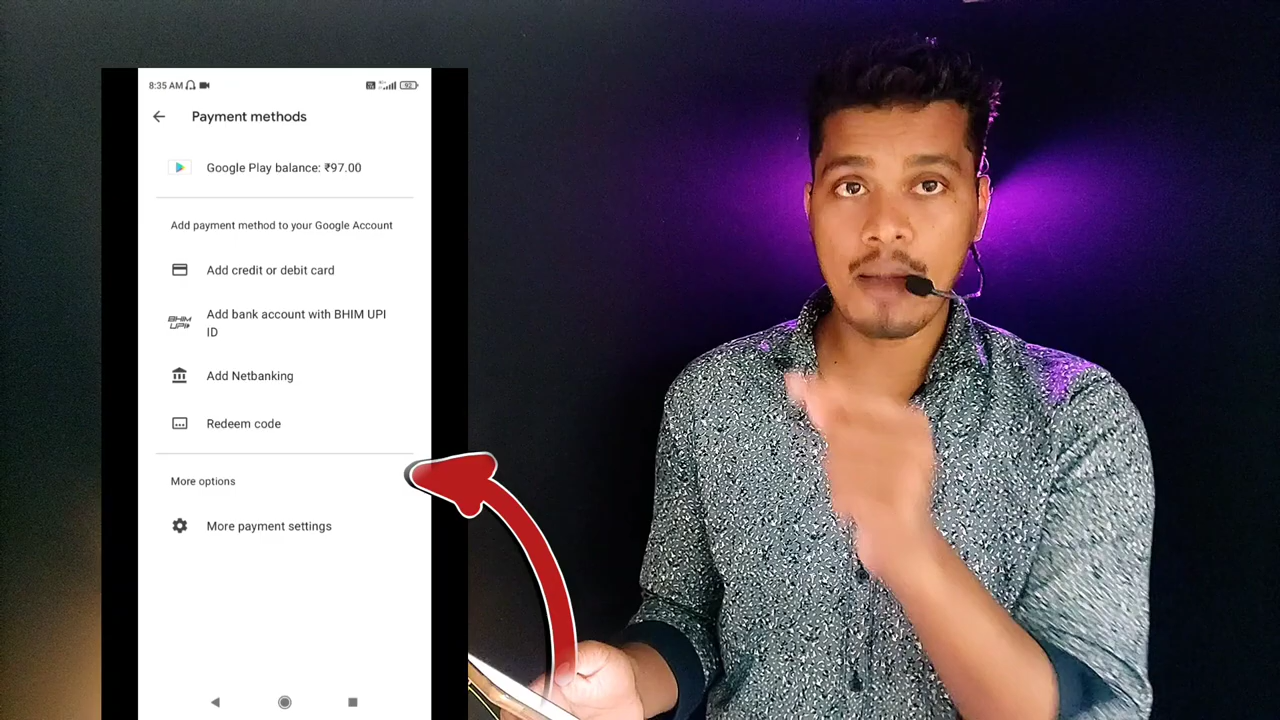 8:35 AM
Payment methods
Google Play balance: ₹97.00
Add payment method to your Google Account
Add credit or debit card
BHIM
UPI
Add bank account with BHIM UPI
ID
Add Netbanking
Redeem code
More options
More payment settings